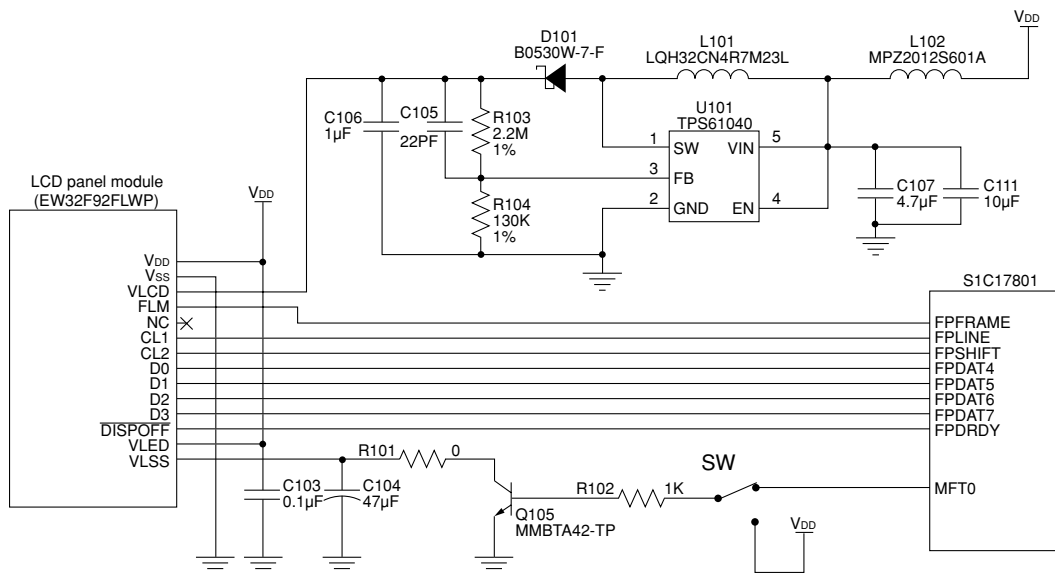 VDD
D101
B0530W-7-F
L101
LQH32CN4R7M23L
L102
MPZ2012S601A
U101
TPS61040
C106
1µF
C105
22PF
R103
2.2M
1%
1 SW VIN 5
3 FB
2 GND EN 4
R104
130K
1%
C107
4.7µF
C111
10µF
LCD panel module
(EW32F92FLWP)
VDD
VDD
VSS
VLCD
FLM
NC
CL1
CL2
D0
D1
D2
D3
DISPOFF
VLED
VLSS
S1C17801
FPFRAME
FPLINE
FPSHIFT
FPDAT4
FPDAT5
FPDAT6
FPDAT7
FPDRDY
MFT0
R101 0
C103
0.1µF
C104
47µF
Q105
MMBTA42-TP
R102 1K
SW
VDD